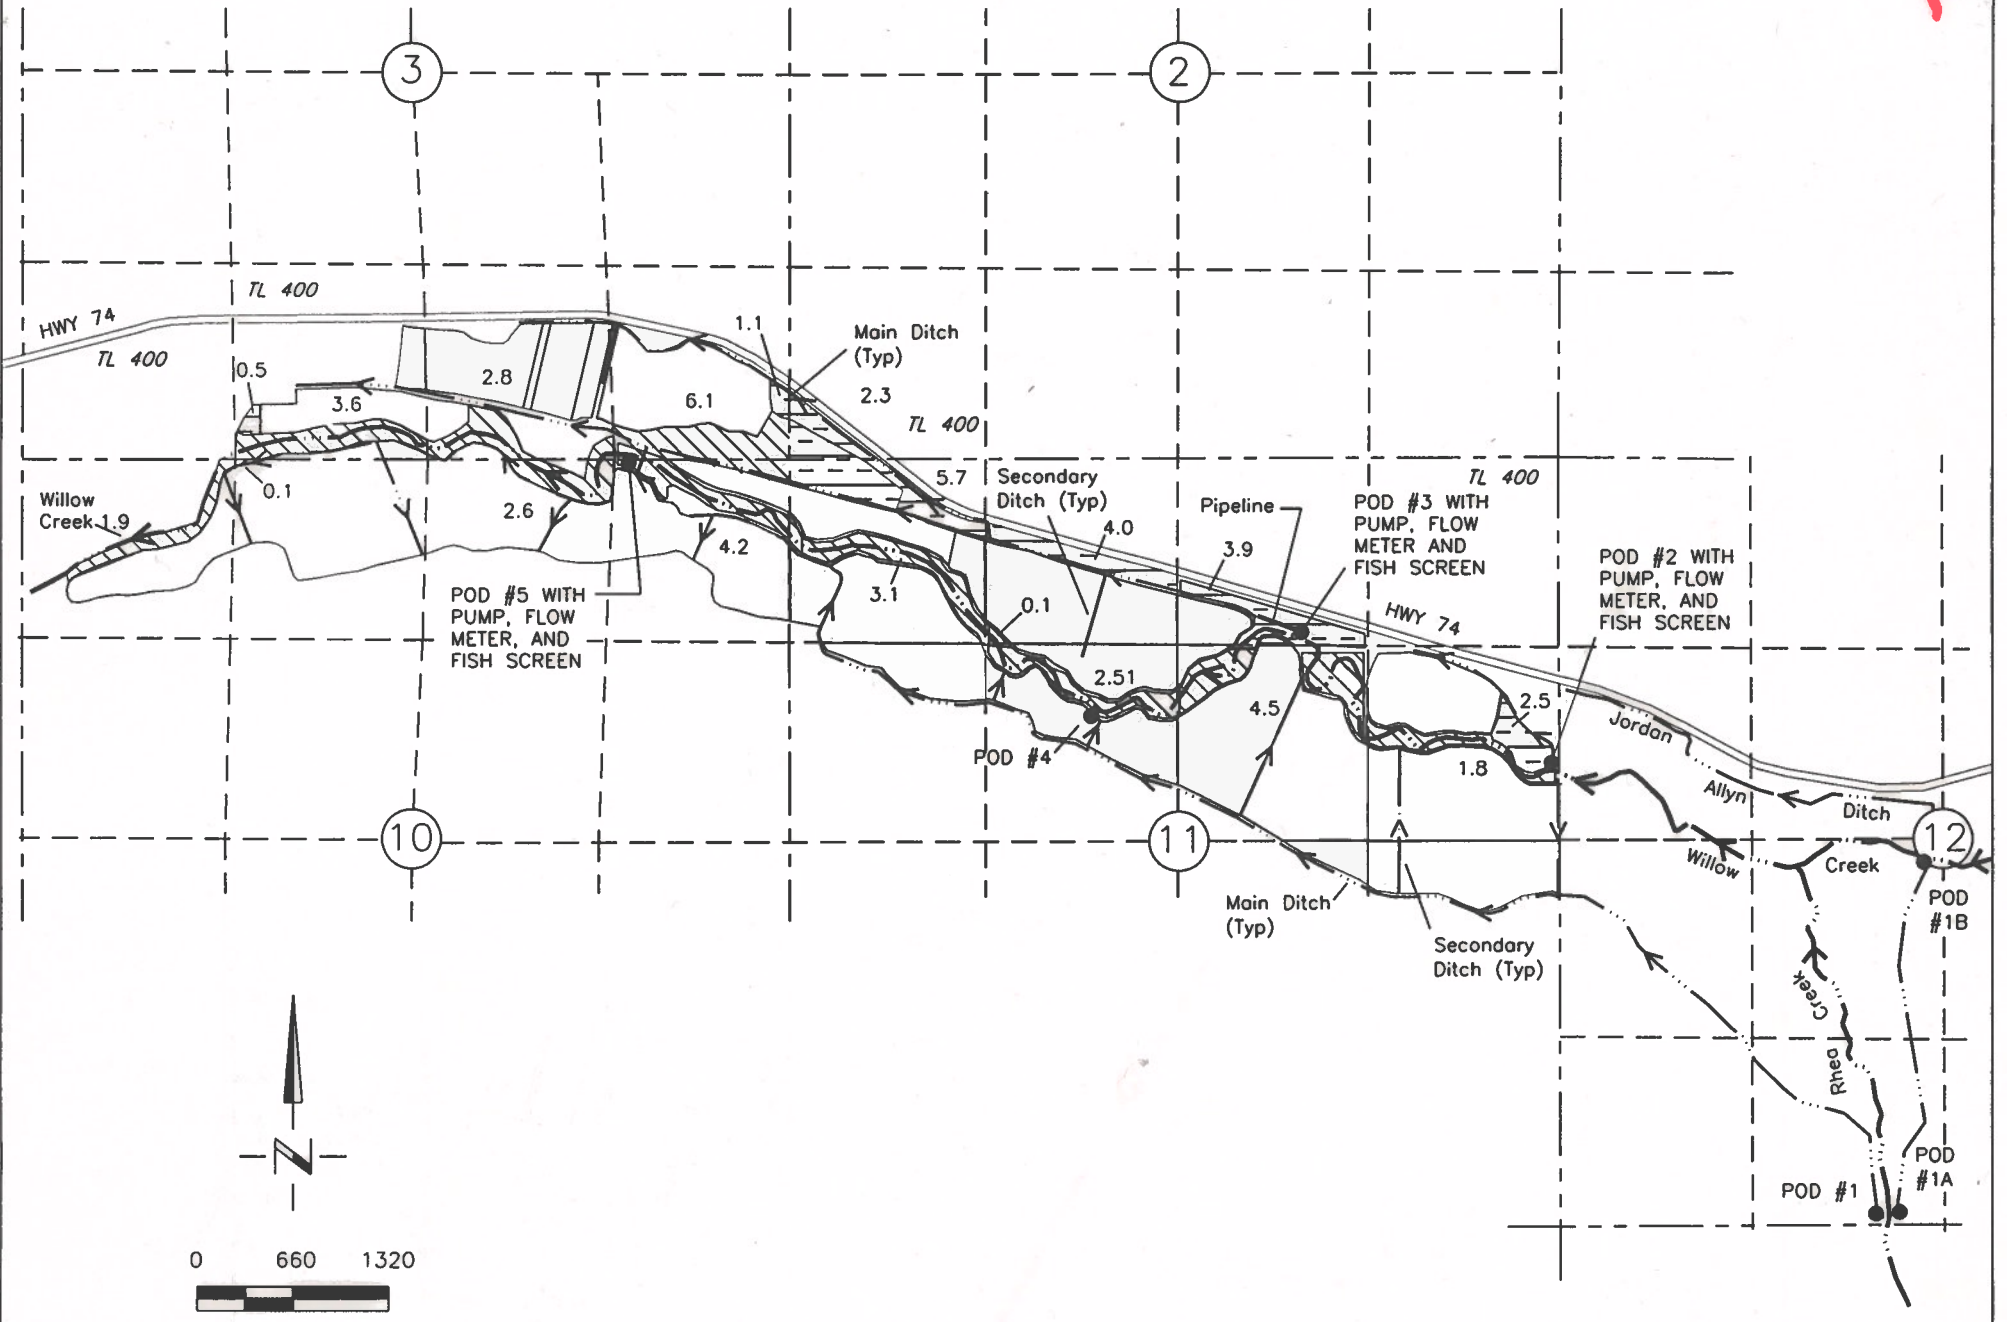 3
2
TL 400
HWY 74
TL 400
1.1
Main Ditch
(Typ)
0.5
2.8
3.6
6.1
2.3
TL 400
5.7
Secondary
Ditch (Typ)
TL 400
Willow
Creek
1.9
0.1
2.6
4.2
4.0
Pipeline
3.9
POD #3 WITH
PUMP, FLOW
METER AND
FISH SCREEN
POD #2 WITH
PUMP, FLOW
METER, AND
FISH SCREEN
POD #5 WITH
PUMP, FLOW
METER, AND
FISH SCREEN
3.1
0.1
HWY 74
2.51
4.5
2.5
POD #4
1.8
Jordan
Allyn
Ditch
10
11
12
Willow
Creek
Main Ditch
(Typ)
Secondary
Ditch (Typ)
POD
#1B
Creek
Rhea
POD #1
POD
#1A
N
0 660 1320